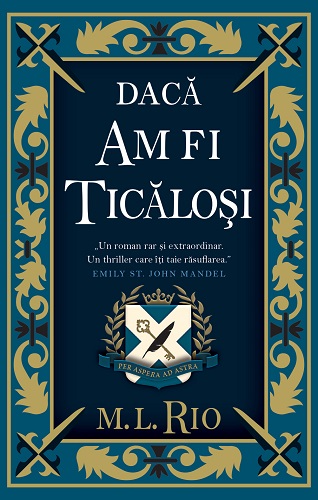 DACĂ
AM FI
TICĂLOŞI
„Un roman rar și extraordinar.
Un thriller care îți taie răsuflarea.”
EMILY ST. JOHN MANDEL
PER ASPERA AD ASTRA
M. L. RIO